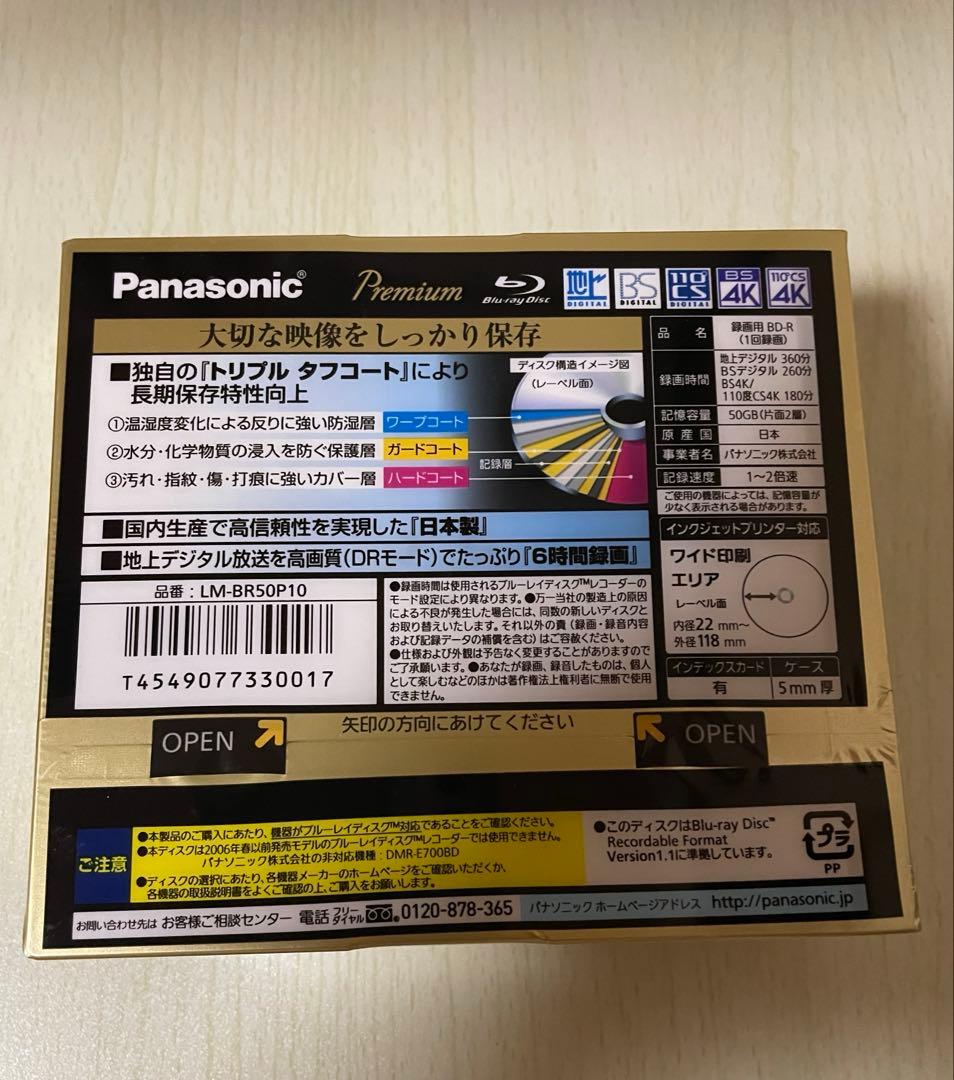 Panasonic®
Premium
Blu-ray Disc
地上 DIGITAL
BS DIGITAL
110°CS DIGITAL
BS 4K
110°CS 4K
大切な映像をしっかり保存
■独自の『トリプル タフコート』により
長期保存特性向上
①温湿度変化による反りに強い防湿層 ワープコート
②水分・化学物質の浸入を防ぐ保護層 ガードコート
③汚れ・指紋・傷・打痕に強いカバー層 ハードコート
ディスク構造イメージ図
(レーベル面)
記録層
■国内生産で高信頼性を実現した『日本製』
■地上デジタル放送を高画質(DRモード)でたっぷり『6時間録画』
品名 録画用 BD-R
(1回録画)
録画時間 地上デジタル 360分
BSデジタル 260分
BS4K/
110度CS4K 180分
記憶容量 50GB(片面2層)
原産国 日本
事業者名 パナソニック株式会社
記録速度 1〜2倍速
ご使用の機器によっては、記憶容量が
少なく表示される場合があります。
インクジェットプリンター対応
ワイド印刷
エリア
レーベル面
内径22 mm〜
外径118 mm
インデックスカード ケース
有 5mm厚
品番 : LM-BR50P10
T4549077330017
●録画時間は使用されるブルーレイディスク™レコーダーの
モード設定により異なります。●万一当社の製造上の原因
による不良が発生した場合には、同数の新しいディスクと
お取り替えいたします。それ以外の責(録画・録音内容
および記録データの補償を含む)はご容赦ください。
●仕様および外観は予告なく変更することがありますので
ご了承願います。●あなたが録画、録音したものは、個人
として楽しむなどのほかは著作権法上権利者に無断で使用
できません。
OPEN
矢印の方向にあけてください
OPEN
ご注意
●本製品のご購入にあたり、機器がブルーレイディスク™対応であることをご確認ください。
●本ディスクは2006年春以前発売モデルのブルーレイディスク™レコーダーでは使用できません。
パナソニック株式会社の非対応機種 : DMR-E700BD
●ディスクの選択にあたり、各機器メーカーのホームページをご確認いただくか、
各機器の取扱説明書をよくご確認の上、ご購入をお願いします。
●このディスクはBlu-ray Disc™
Recordable Format
Version1.1に準拠しています。
プラ
PP
お問い合わせ先は お客様ご相談センター 電話 フリーダイヤル 0120-878-365
パナソニック ホームページアドレス http://panasonic.jp